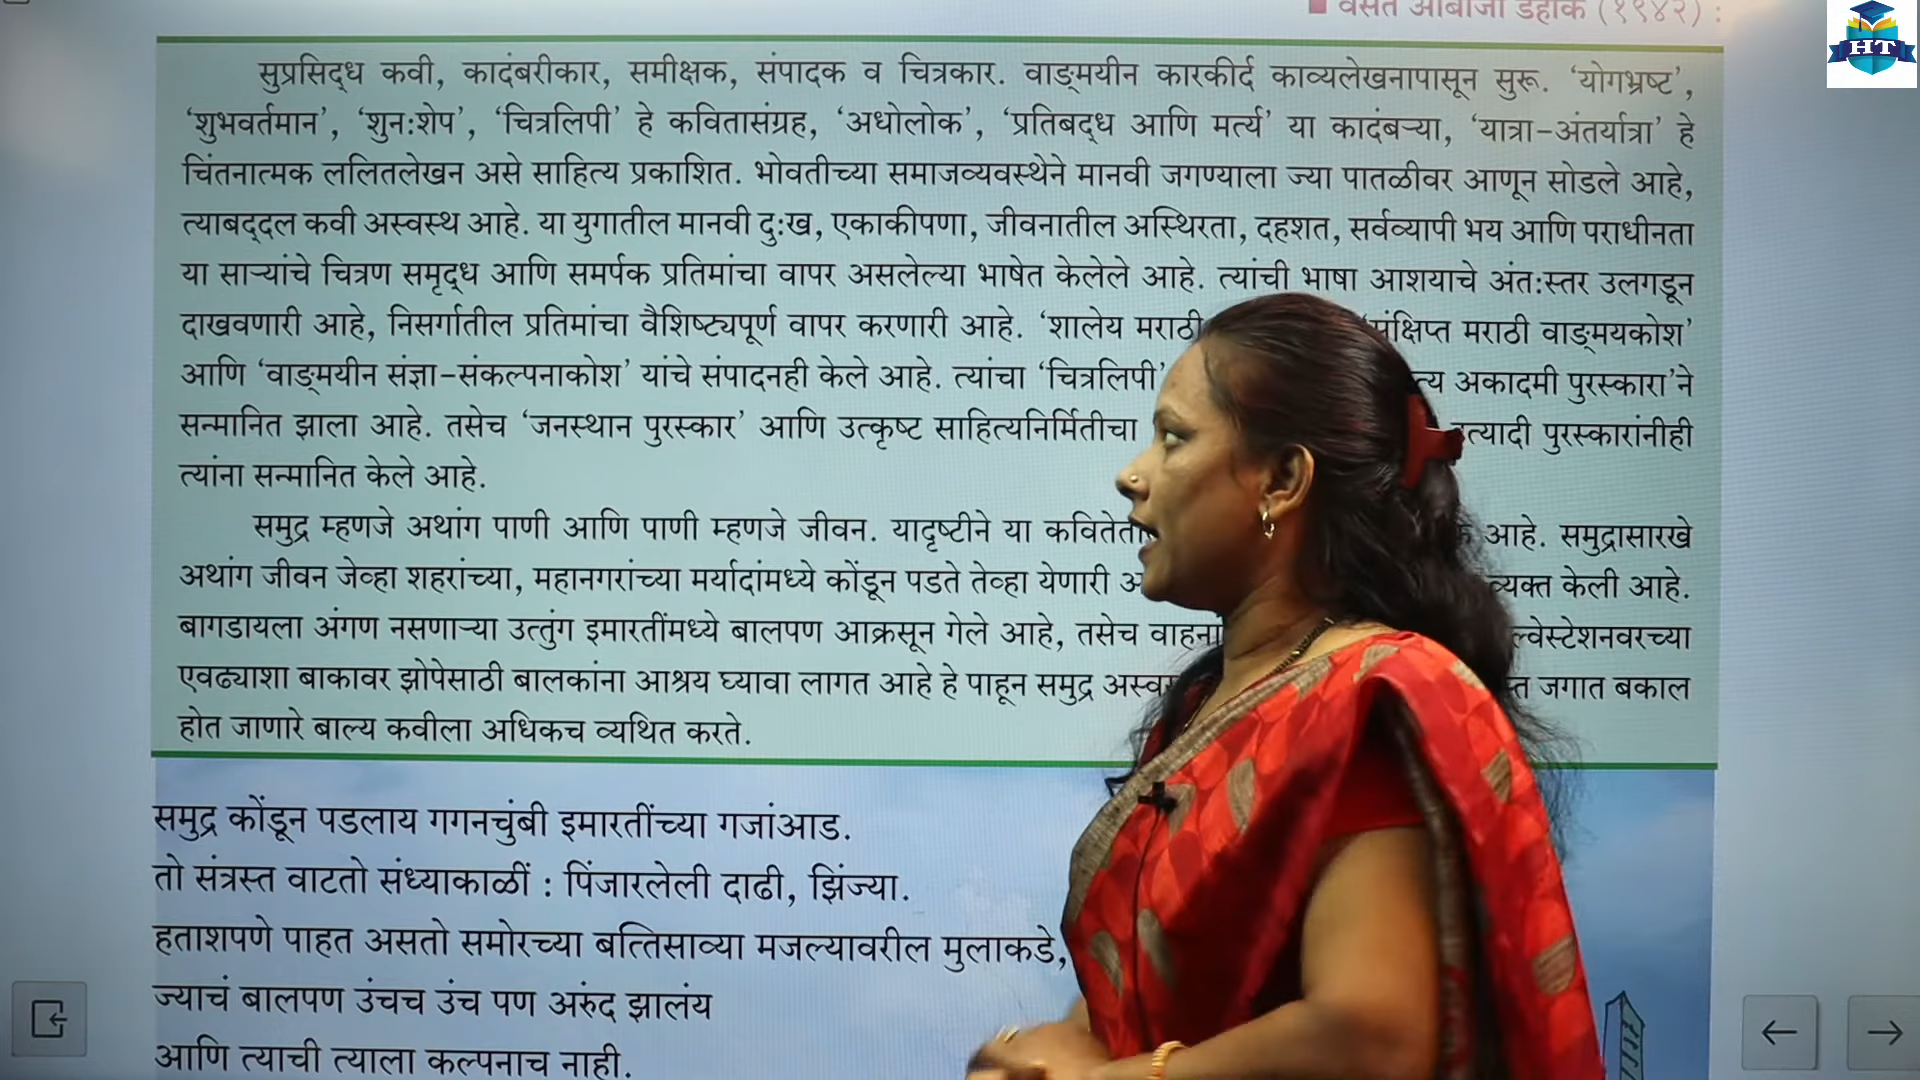 वसंत आबाजी डहाके (१९४२) :
HT
सुप्रसिद्ध कवी, कादंबरीकार, समीक्षक, संपादक व चित्रकार. वाङ्मयीन कारकीर्द काव्यलेखनापासून सुरू. ‘योगभ्रष्ट’,
‘शुभवर्तमान’, ‘शुनःशेप’, ‘चित्रलिपी’ हे कवितासंग्रह, ‘अधोलोक’, ‘प्रतिबद्ध आणि मर्त्य’ या कादंबऱ्या, ‘यात्रा-अंतर्यात्रा’ हे
चिंतनात्मक ललितलेखन असे साहित्य प्रकाशित. भोवतीच्या समाजव्यवस्थेने मानवी जगण्याला ज्या पातळीवर आणून सोडले आहे,
त्याबद्दल कवी अस्वस्थ आहे. या युगातील मानवी दुःख, एकाकीपणा, जीवनातील अस्थिरता, दहशत, सर्वव्यापी भय आणि पराधीनता
या साऱ्यांचे चित्रण समृद्ध आणि समर्पक प्रतिमांचा वापर असलेल्या भाषेत केलेले आहे. त्यांची भाषा आशयाचे अंतःस्तर उलगडून
दाखवणारी आहे, निसर्गातील प्रतिमांचा वैशिष्ट्यपूर्ण वापर करणारी आहे. ‘शालेय मराठी ‘संक्षिप्त मराठी वाङ्मयकोश’
आणि ‘वाङ्मयीन संज्ञा-संकल्पनाकोश’ यांचे संपादनही केले आहे. त्यांचा ‘चित्रलिपी’ अकादमी पुरस्कारा’ने
सन्मानित झाला आहे. तसेच ‘जनस्थान पुरस्कार’ आणि उत्कृष्ट साहित्यनिर्मितीचा इत्यादी पुरस्कारांनीही
त्यांना सन्मानित केले आहे.
समुद्र म्हणजे अथांग पाणी आणि पाणी म्हणजे जीवन. यादृष्टीने या आहे. समुद्रासारखे
अथांग जीवन जेव्हा शहरांच्या, महानगरांच्या मर्यादांमध्ये कोंडून पडते तेव्हा येणारी व्यक्त केली आहे.
बागडायला अंगण नसणाऱ्या उत्तुंग इमारतींमध्ये बालपण आक्रसून गेले आहे, तसेच
एवढ्याशा बाकावर झोपेसाठी बालकांना आश्रय घ्यावा लागत आहे हे पाहून समुद्र जगात बकाल
होत जाणारे बाल्य कवीला अधिकच व्यथित करते.
समुद्र कोंडून पडलाय गगनचुंबी इमारतींच्या गजांआड.
तो संत्रस्त वाटतो संध्याकाळीं : पिंजारलेली दाढी, झिंज्या.
हताशपणे पाहत असतो समोरच्या बत्तिसाव्या मजल्यावरील मुलाकडे,
ज्याचं बालपण उंचच उंच पण अरुंद झालंय
आणि त्याची त्याला कल्पनाच नाही.